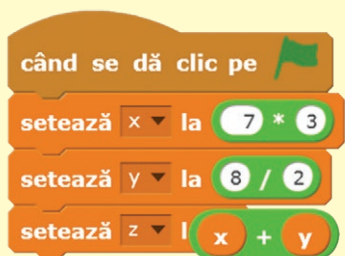 când se dă clic pe
setează x la 7 * 3
setează y la 8 / 2
setează z l x + y